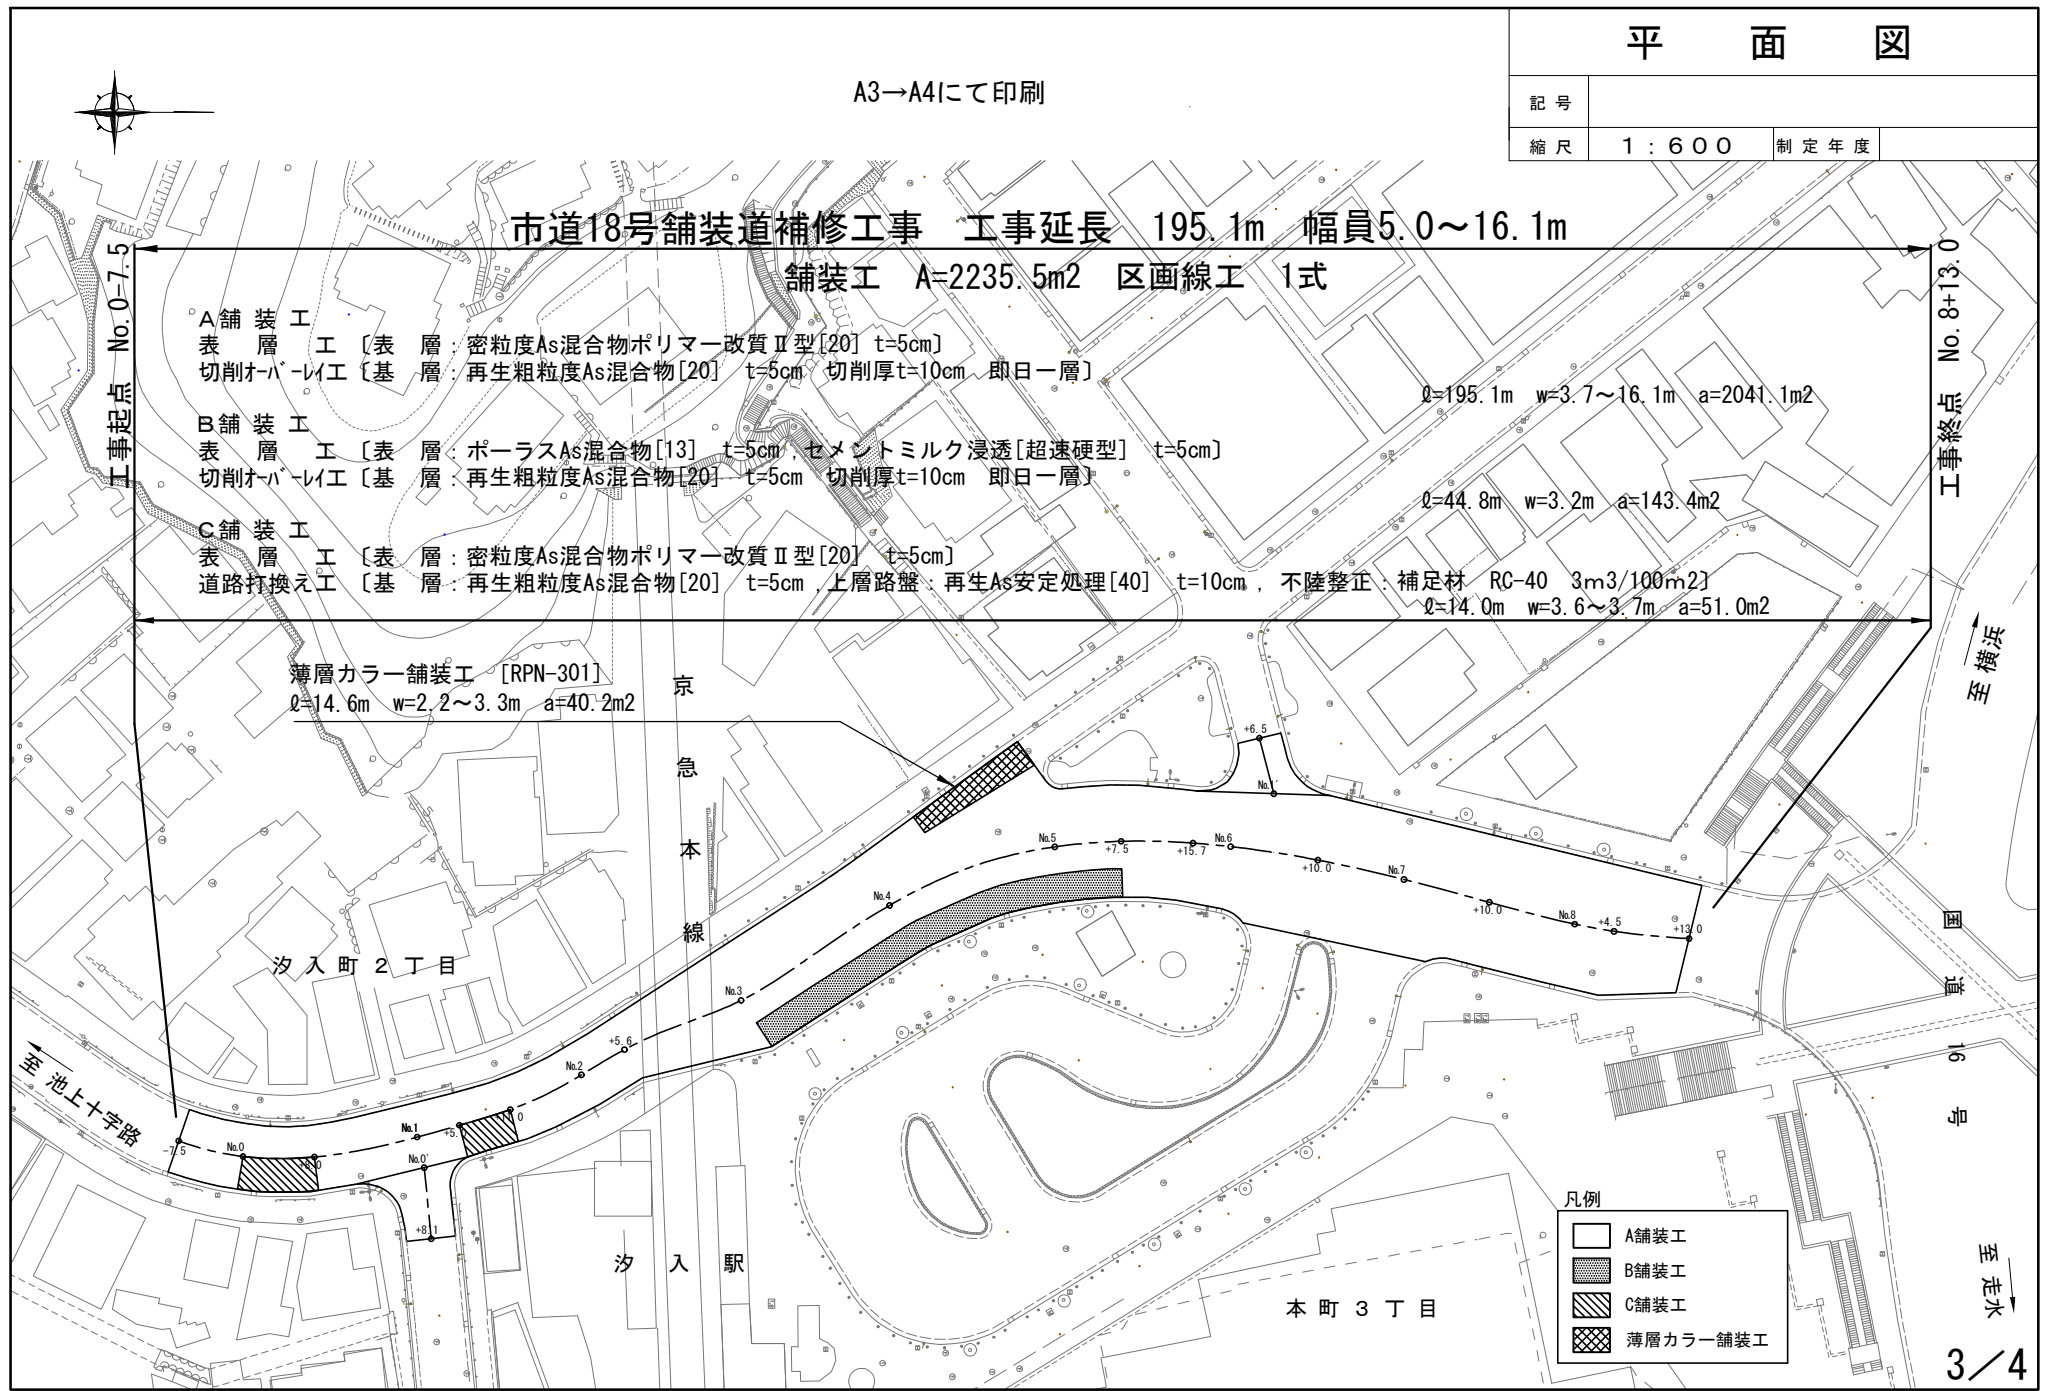 平面図
記号
縮尺 1:600 制定年度
A3→A4にて印刷
市道18号舗装道補修工事 工事延長 195.1m 幅員5.0～16.1m
舗装工 A=2235.5m2 区画線工 1式
工事起点 No.0-7.5
工事終点 No.8+13.0
A舗装工
表層工〔表層:密粒度As混合物ポリマー改質Ⅱ型[20] t=5cm〕
切削ｵｰﾊﾞｰﾚｲ工〔基層:再生粗粒度As混合物[20] t=5cm 切削厚t=10cm 即日一層〕
ℓ=195.1m w=3.7～16.1m a=2041.1m2
B舗装工
表層工〔表層:ポーラスAs混合物[13] t=5cm,セメントミルク浸透[超速硬型] t=5cm〕
切削ｵｰﾊﾞｰﾚｲ工〔基層:再生粗粒度As混合物[20] t=5cm 切削厚t=10cm 即日一層〕
ℓ=44.8m w=3.2m a=143.4m2
C舗装工
表層工〔表層:密粒度As混合物ポリマー改質Ⅱ型[20] t=5cm〕
道路打換え工〔基層:再生粗粒度As混合物[20] t=5cm,上層路盤:再生As安定処理[40] t=10cm,不陸整正:補足材 RC-40 3m3/100m2〕
ℓ=14.0m w=3.6～3.7m a=51.0m2
薄層カラー舗装工 [RPN-301]
ℓ=14.6m w=2.2～3.3m a=40.2m2
京急本線
至 横浜
+6.5
No.1'
No.5
+7.5
+15.7
No.6
+10.0
No.7
+10.0
No.8
+4.5
+13.0
No.4
No.3
+5.6
No.2
No.1
No.0
-7.5
+8.0
No.0'
+8.1
汐入町2丁目
至 池上十字路
国道16号
汐入駅
本町3丁目
至 走水
凡例
A舗装工
B舗装工
C舗装工
薄層カラー舗装工
3／4